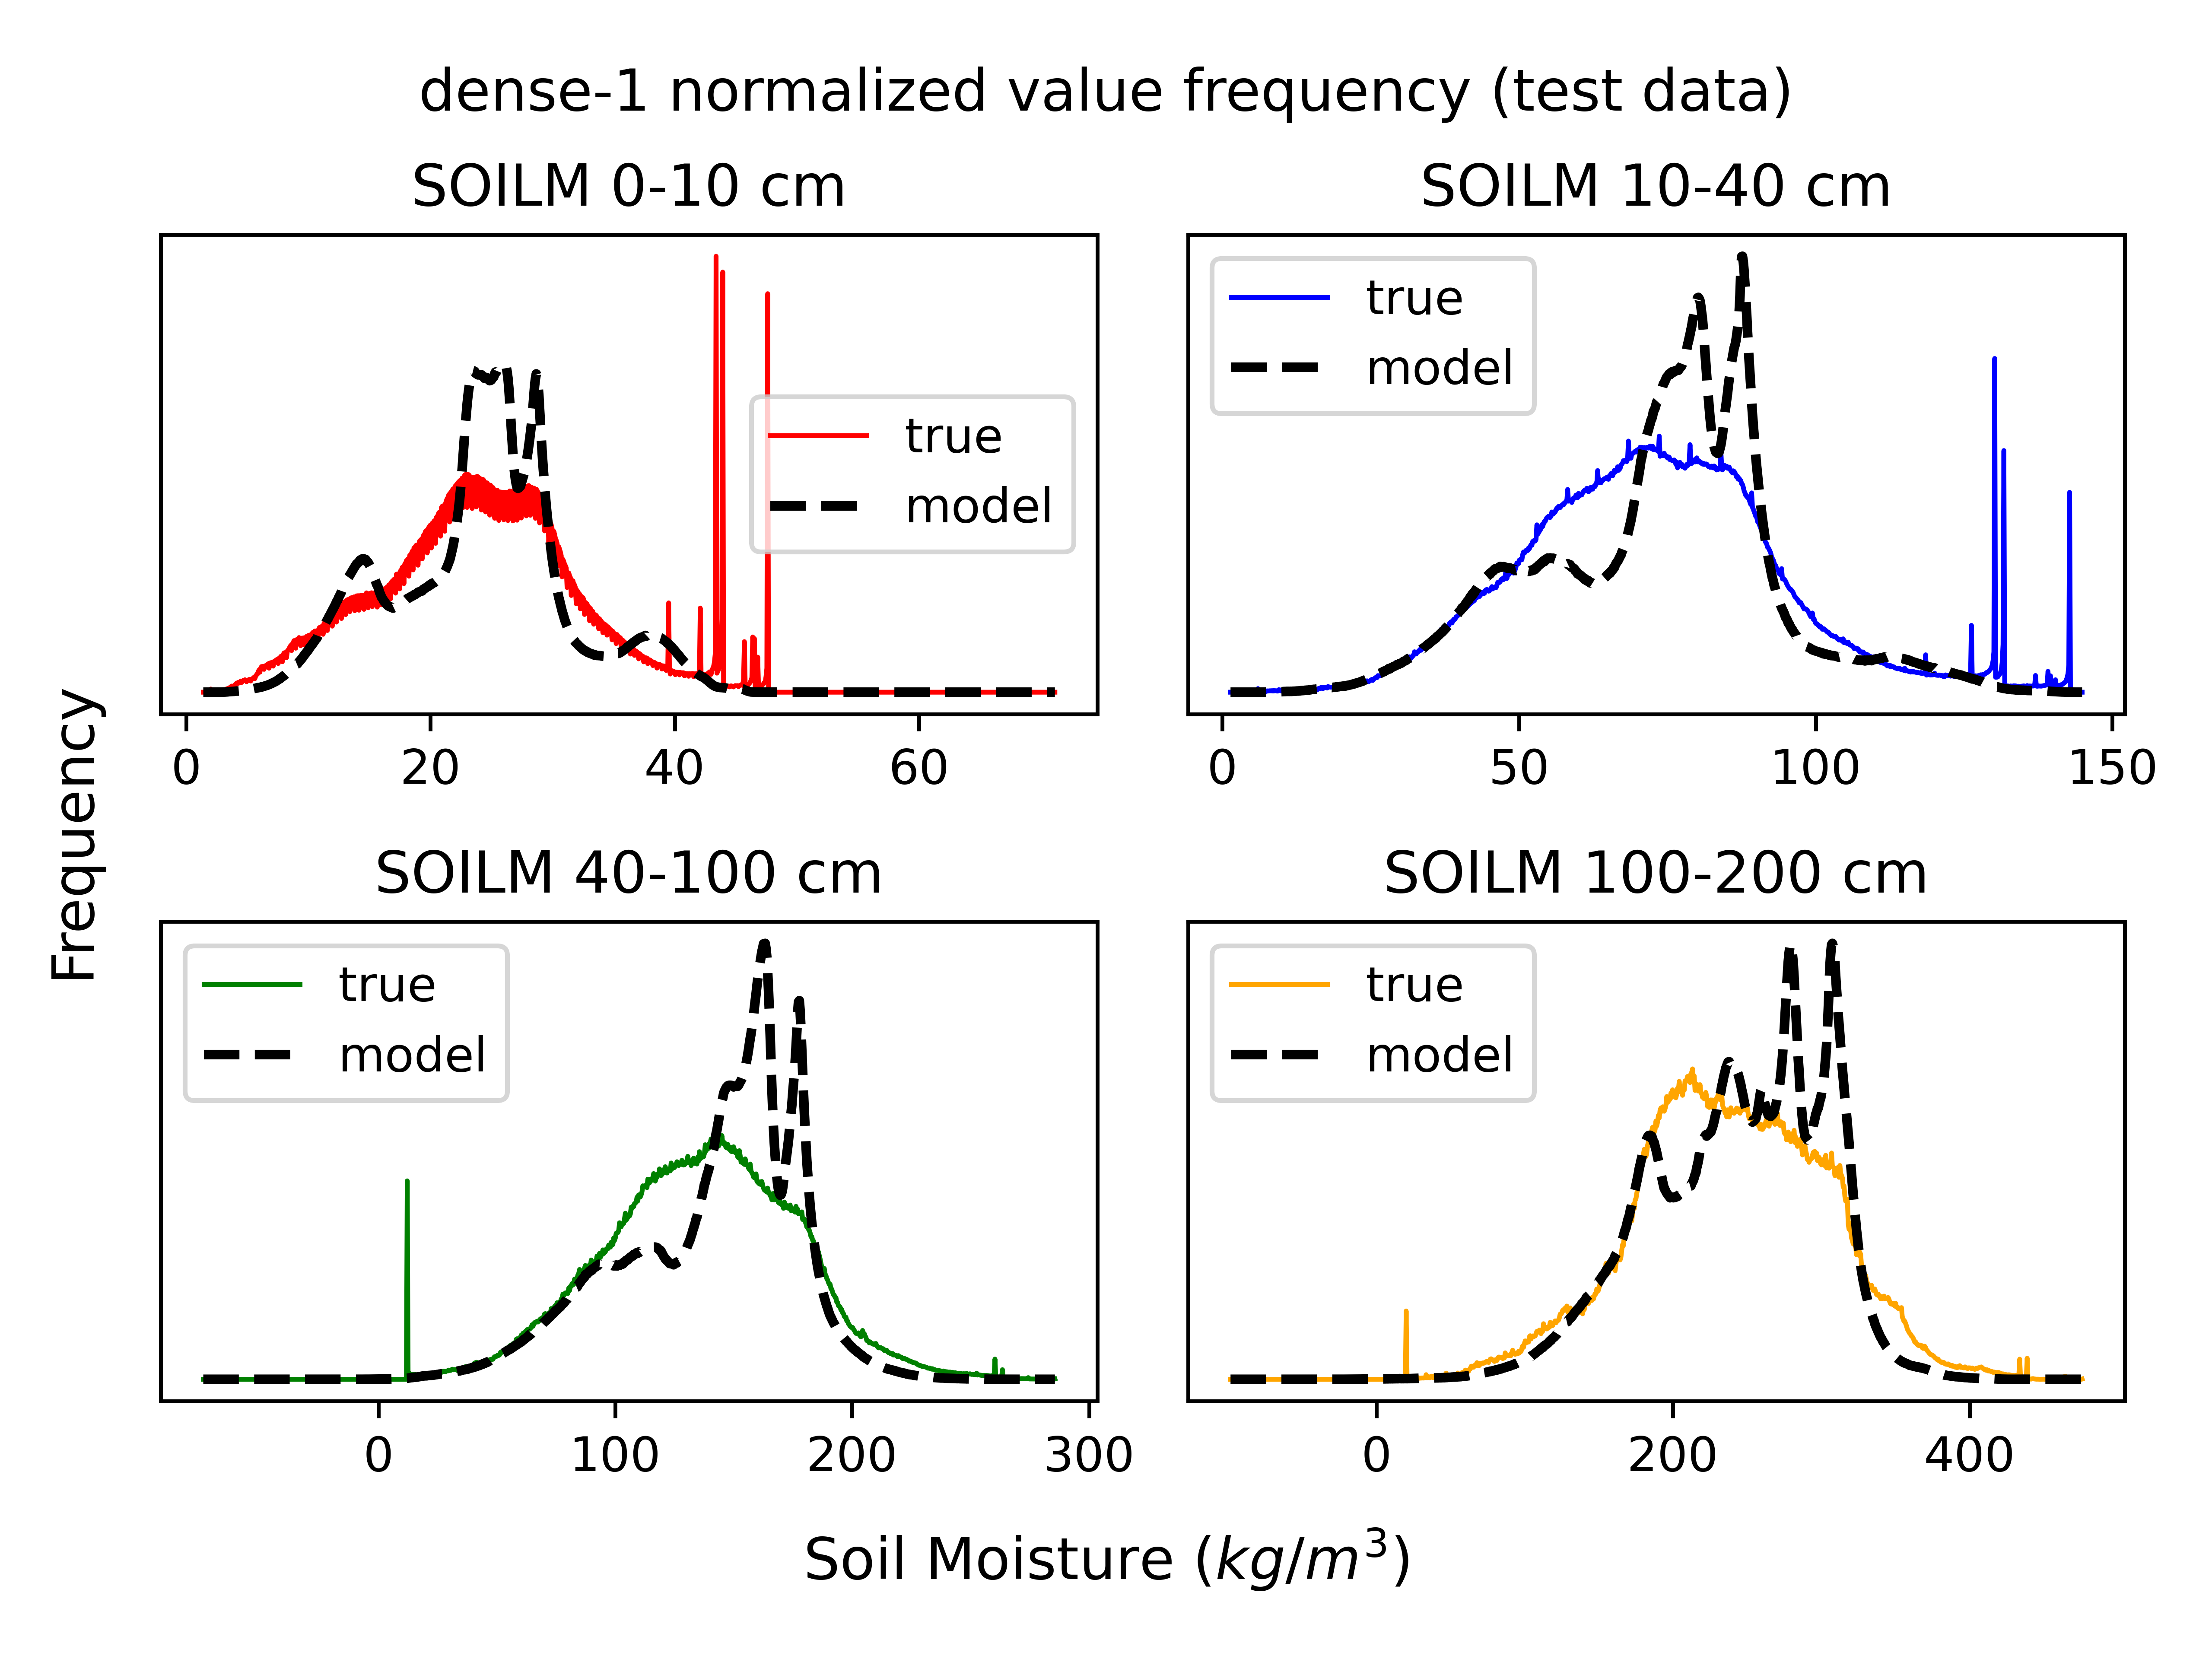 dense-1 normalized value frequency (test data)
SOILM 0-10 cm
true
model
0 20 40 60
SOILM 10-40 cm
true
model
0 50 100 150
Frequency
SOILM 40-100 cm
true
model
0 100 200 300
SOILM 100-200 cm
true
model
0 200 400
Soil Moisture (kg/m³)